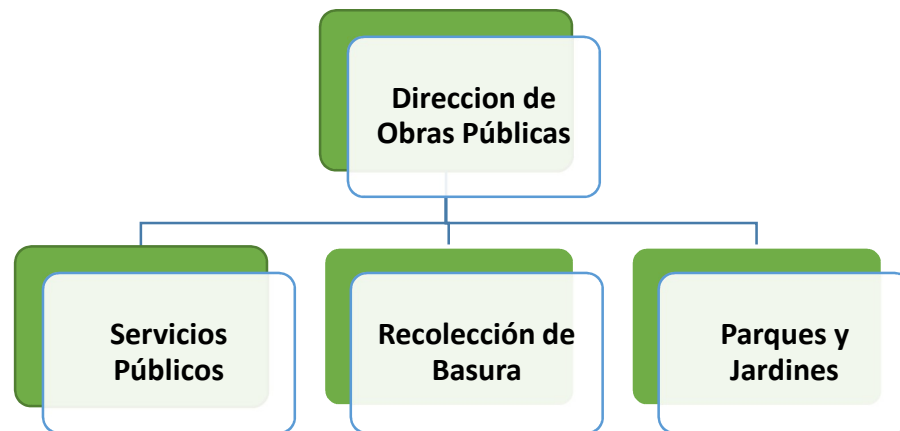 Direccion de
Obras Públicas
Servicios
Públicos
Recolección de
Basura
Parques y
Jardines